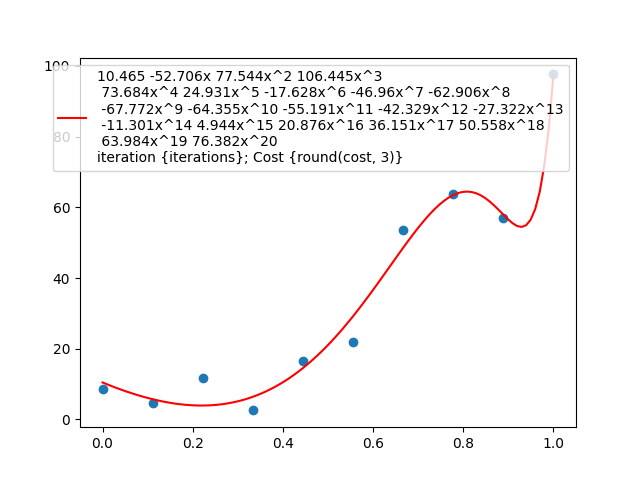 100
80
60
40
20
0
10.465 -52.706x 77.544x^2 106.445x^3
73.684x^4 24.931x^5 -17.628x^6 -46.96x^7 -62.906x^8
-67.772x^9 -64.355x^10 -55.191x^11 -42.329x^12 -27.322x^13
-11.301x^14 4.944x^15 20.876x^16 36.151x^17 50.558x^18
63.984x^19 76.382x^20
iteration {iterations}; Cost {round(cost, 3)}
0.0 0.2 0.4 0.6 0.8 1.0